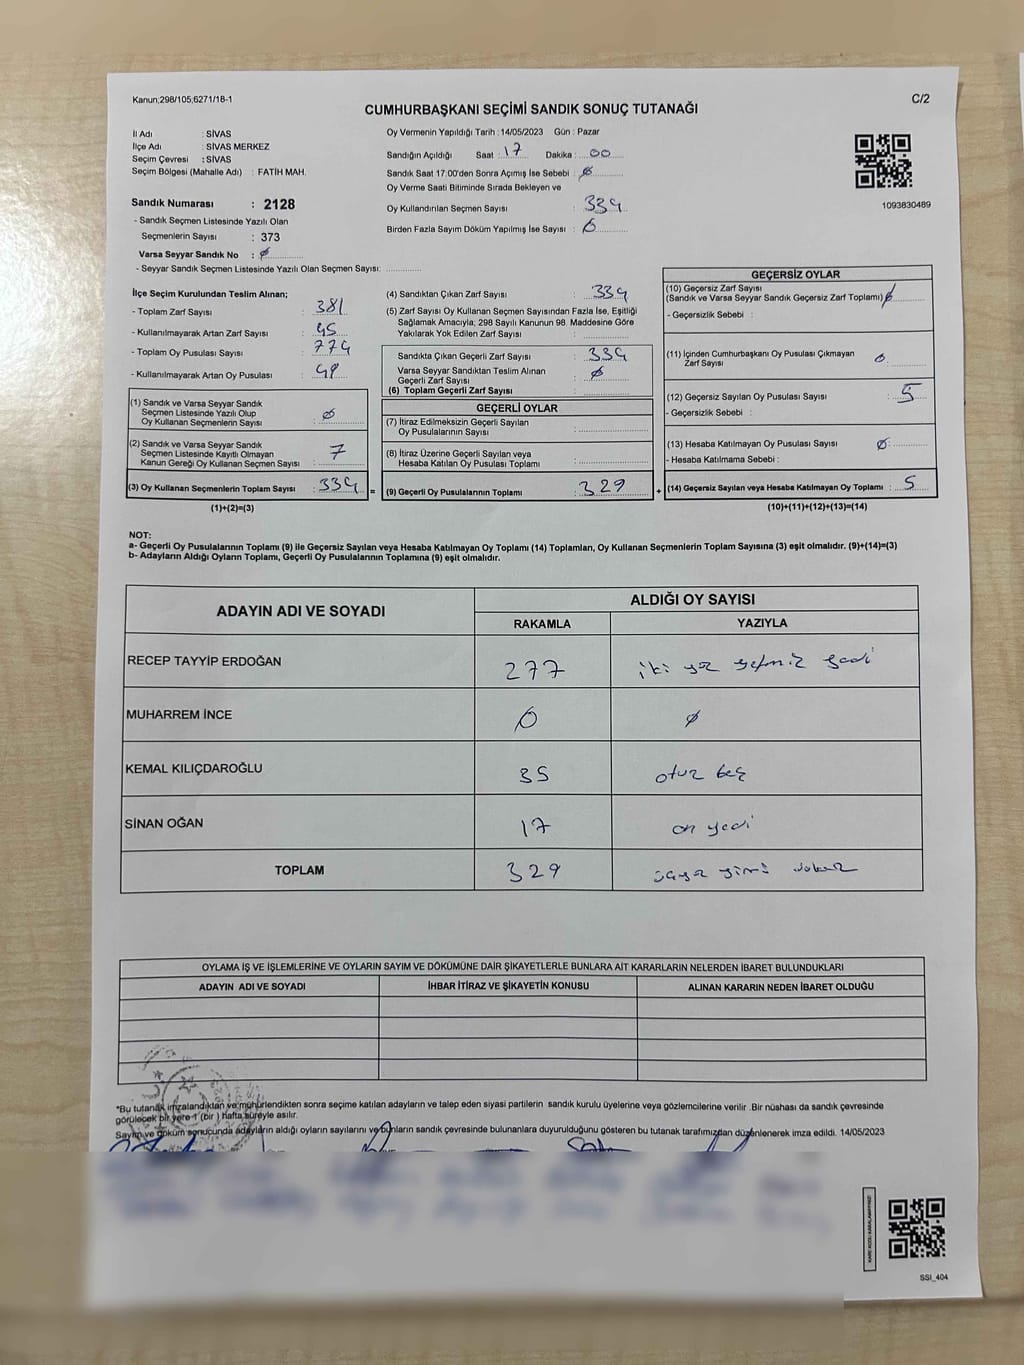 Kanun;298/105;6271/18-1
C/2
CUMHURBAŞKANI SEÇİMİ SANDIK SONUÇ TUTANAĞI
İl Adı : SİVAS
İlçe Adı : SİVAS MERKEZ
Seçim Çevresi : SİVAS
Seçim Bölgesi (Mahalle Adı) : FATİH MAH.
Sandık Numarası : 2128
- Sandık Seçmen Listesinde Yazılı Olan
Seçmenlerin Sayısı : 373
Varsa Seyyar Sandık No : ø
- Seyyar Sandık Seçmen Listesinde Yazılı Olan Seçmen Sayısı:
Oy Vermenin Yapıldığı Tarih : 14/05/2023 Gün : Pazar
Sandığın Açıldığı Saat : 17 Dakika : 00
Sandık Saat 17:00'den Sonra Açımış İse Sebebi : ø
Oy Verme Saati Bitiminde Sırada Bekleyen ve
Oy Kullandırılan Seçmen Sayısı : 334
Birden Fazla Sayım Döküm Yapılmış İse Sayısı : ø
1093830489
İlçe Seçim Kurulundan Teslim Alınan;
- Toplam Zarf Sayısı : 381
- Kullanılmayarak Artan Zarf Sayısı : 45
- Toplam Oy Pusulası Sayısı : 774
- Kullanılmayarak Artan Oy Pusulası :
(1) Sandık ve Varsa Seyyar Sandık
Seçmen Listesinde Yazılı Olup
Oy Kullanan Seçmenlerin Sayısı : ø
(2) Sandık ve Varsa Seyyar Sandık
Seçmen Listesinde Kayıtlı Olmayan
Kanun Gereği Oy Kullanan Seçmen Sayısı : 7
(3) Oy Kullanan Seçmenlerin Toplam Sayısı : 334 =
(1)+(2)=(3)
(4) Sandıktan Çıkan Zarf Sayısı : 334
(5) Zarf Sayısı Oy Kullanan Seçmen Sayısından Fazla İse, Eşitliği
Sağlamak Amacıyla; 298 Sayılı Kanunun 98. Maddesine Göre
Yakılarak Yok Edilen Zarf Sayısı :
Sandıkta Çıkan Geçerli Zarf Sayısı : 334
Varsa Seyyar Sandıktan Teslim Alınan
Geçerli Zarf Sayısı : ø
(6) Toplam Geçerli Zarf Sayısı :
GEÇERLİ OYLAR
(7) İtiraz Edilmeksizin Geçerli Sayılan
Oy Pusulalarının Sayısı :
(8) İtiraz Üzerine Geçerli Sayılan veya
Hesaba Katılan Oy Pusulası Toplamı :
(9) Geçerli Oy Pusulalarının Toplamı : 329 +
GEÇERSİZ OYLAR
(10) Geçersiz Zarf Sayısı
(Sandık ve Varsa Seyyar Sandık Geçersiz Zarf Toplamı) ø
- Geçersizlik Sebebi :
(11) İçinden Cumhurbaşkanı Oy Pusulası Çıkmayan
Zarf Sayısı : 0
(12) Geçersiz Sayılan Oy Pusulası Sayısı : 5
- Geçersizlik Sebebi :
(13) Hesaba Katılmayan Oy Pusulası Sayısı : ø
- Hesaba Katılmama Sebebi :
(14) Geçersiz Sayılan veya Hesaba Katılmayan Oy Toplamı : 5
(10)+(11)+(12)+(13)=(14)
NOT:
a- Geçerli Oy Pusulalarının Toplamı (9) ile Geçersiz Sayılan veya Hesaba Katılmayan Oy Toplamı (14) Toplamları, Oy Kullanan Seçmenlerin Toplam Sayısına (3) eşit olmalıdır. (9)+(14)=(3)
b- Adayların Aldığı Oyların Toplamı, Geçerli Oy Pusulalarının Toplamına (9) eşit olmalıdır.
ADAYIN ADI VE SOYADI
ALDIĞI OY SAYISI
RAKAMLA YAZIYLA
RECEP TAYYİP ERDOĞAN 277 iki yüz yetmiş yedi
MUHARREM İNCE ø ø
KEMAL KILIÇDAROĞLU 35 otuz beş
SİNAN OĞAN 17 on yedi
TOPLAM 329 üçyüz yirmi dokuz
OYLAMA İŞ VE İŞLEMLERİNE VE OYLARIN SAYIM VE DÖKÜMÜNE DAİR ŞİKAYETLERLE BUNLARA AİT KARARLARIN NELERDEN İBARET BULUNDUKLARI
ADAYIN ADI VE SOYADI İHBAR İTİRAZ VE ŞİKAYETİN KONUSU ALINAN KARARIN NEDEN İBARET OLDUĞU
*Bu tutanak imzalandıktan ve mühürlendikten sonra seçime katılan adayların ve talep eden siyasi partilerin sandık kurulu üyelerine veya gözlemcilerine verilir .Bir nüshası da sandık çevresinde
görülecek bir yere 1 (bir ) hafta süreyle asılır.
Sayım ve döküm sonucunda adayların aldığı oyların sayılarını ve bunların sandık çevresinde bulunanlara duyurulduğunu gösteren bu tutanak tarafımızdan düzenlenerek imza edildi. 14/05/2023
SSI_404